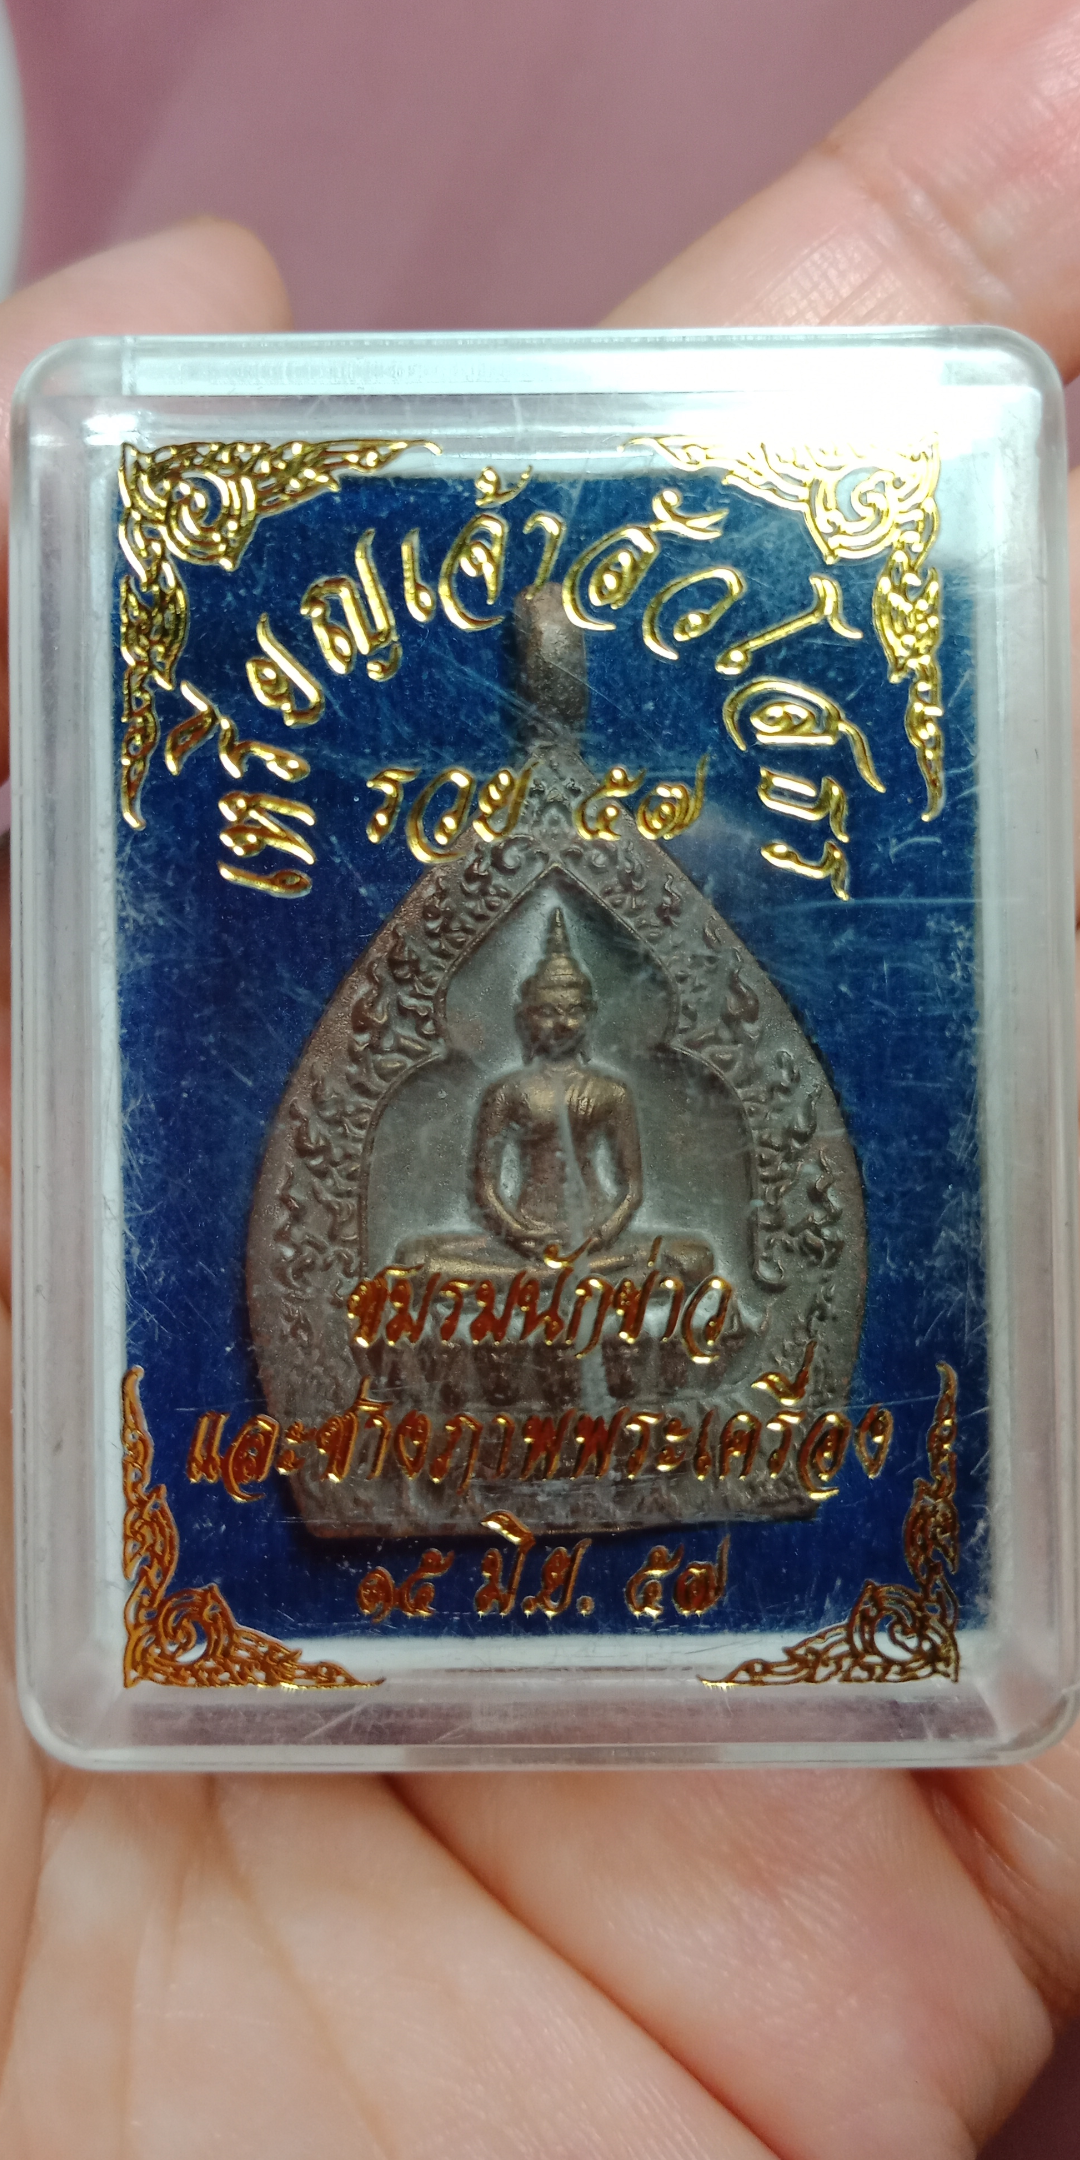 เหรียญเจ้าสัวโสธร
รวย ๕๗
ชมรมนักข่าว
และช่างภาพพระเครื่อง
๑๕ มิ.ย. ๕๗